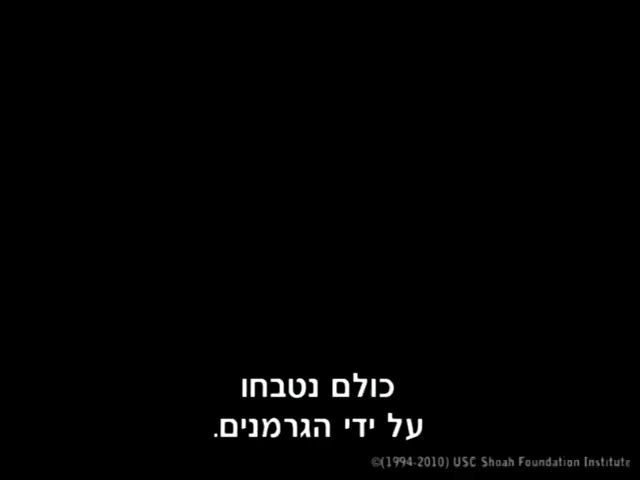 כולם נטבחו
על ידי הגרמנים.
©(1994-2010) USC Shoah Foundation Institute